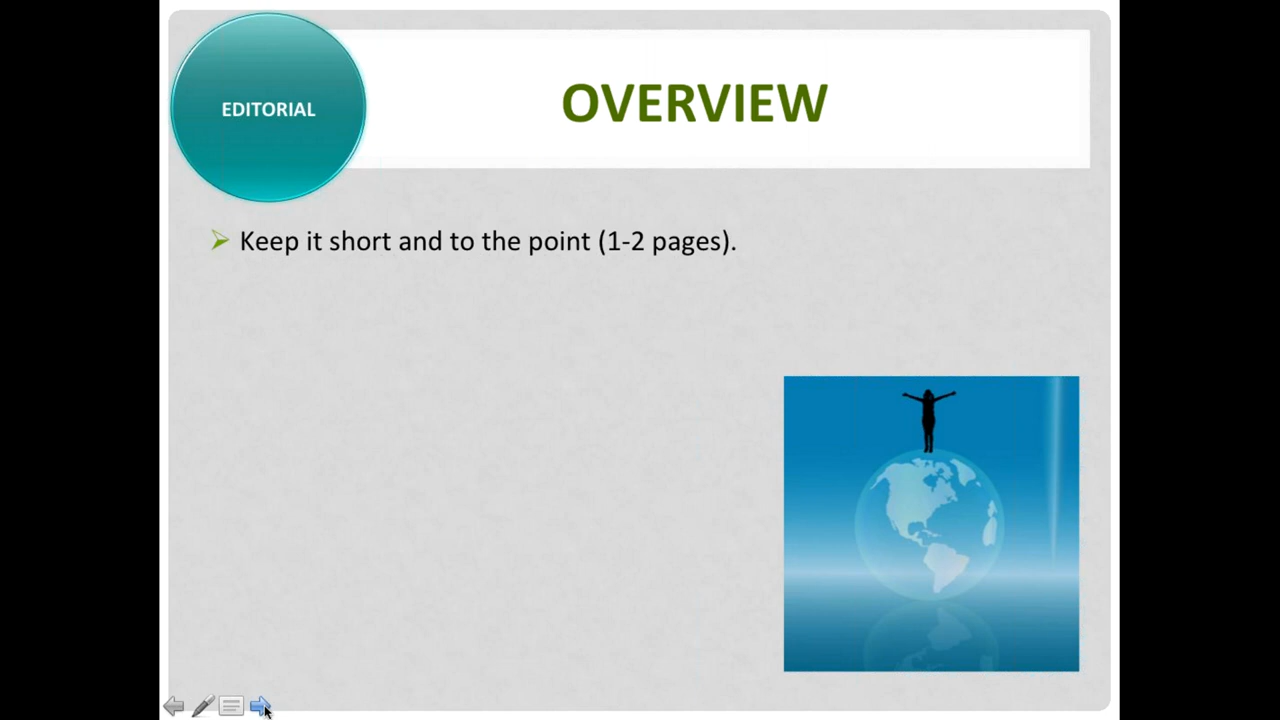 EDITORIAL
OVERVIEW
Keep it short and to the point (1-2 pages).